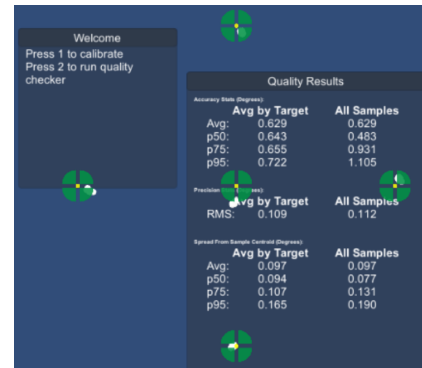 Welcome
Press 1 to calibrate
Press 2 to run quality
checker
Quality Results
Accuracy Stats (Degrees):
Avg by Target All Samples
Avg: 0.629 0.629
p50: 0.643 0.483
p75: 0.655 0.931
p95: 0.722 1.105
Precision
Avg by Target All Samples
RMS: 0.109 0.112
Spread From Sample Centroid (Degrees):
Avg by Target All Samples
Avg: 0.097 0.097
p50: 0.094 0.077
p75: 0.107 0.131
p95: 0.165 0.190